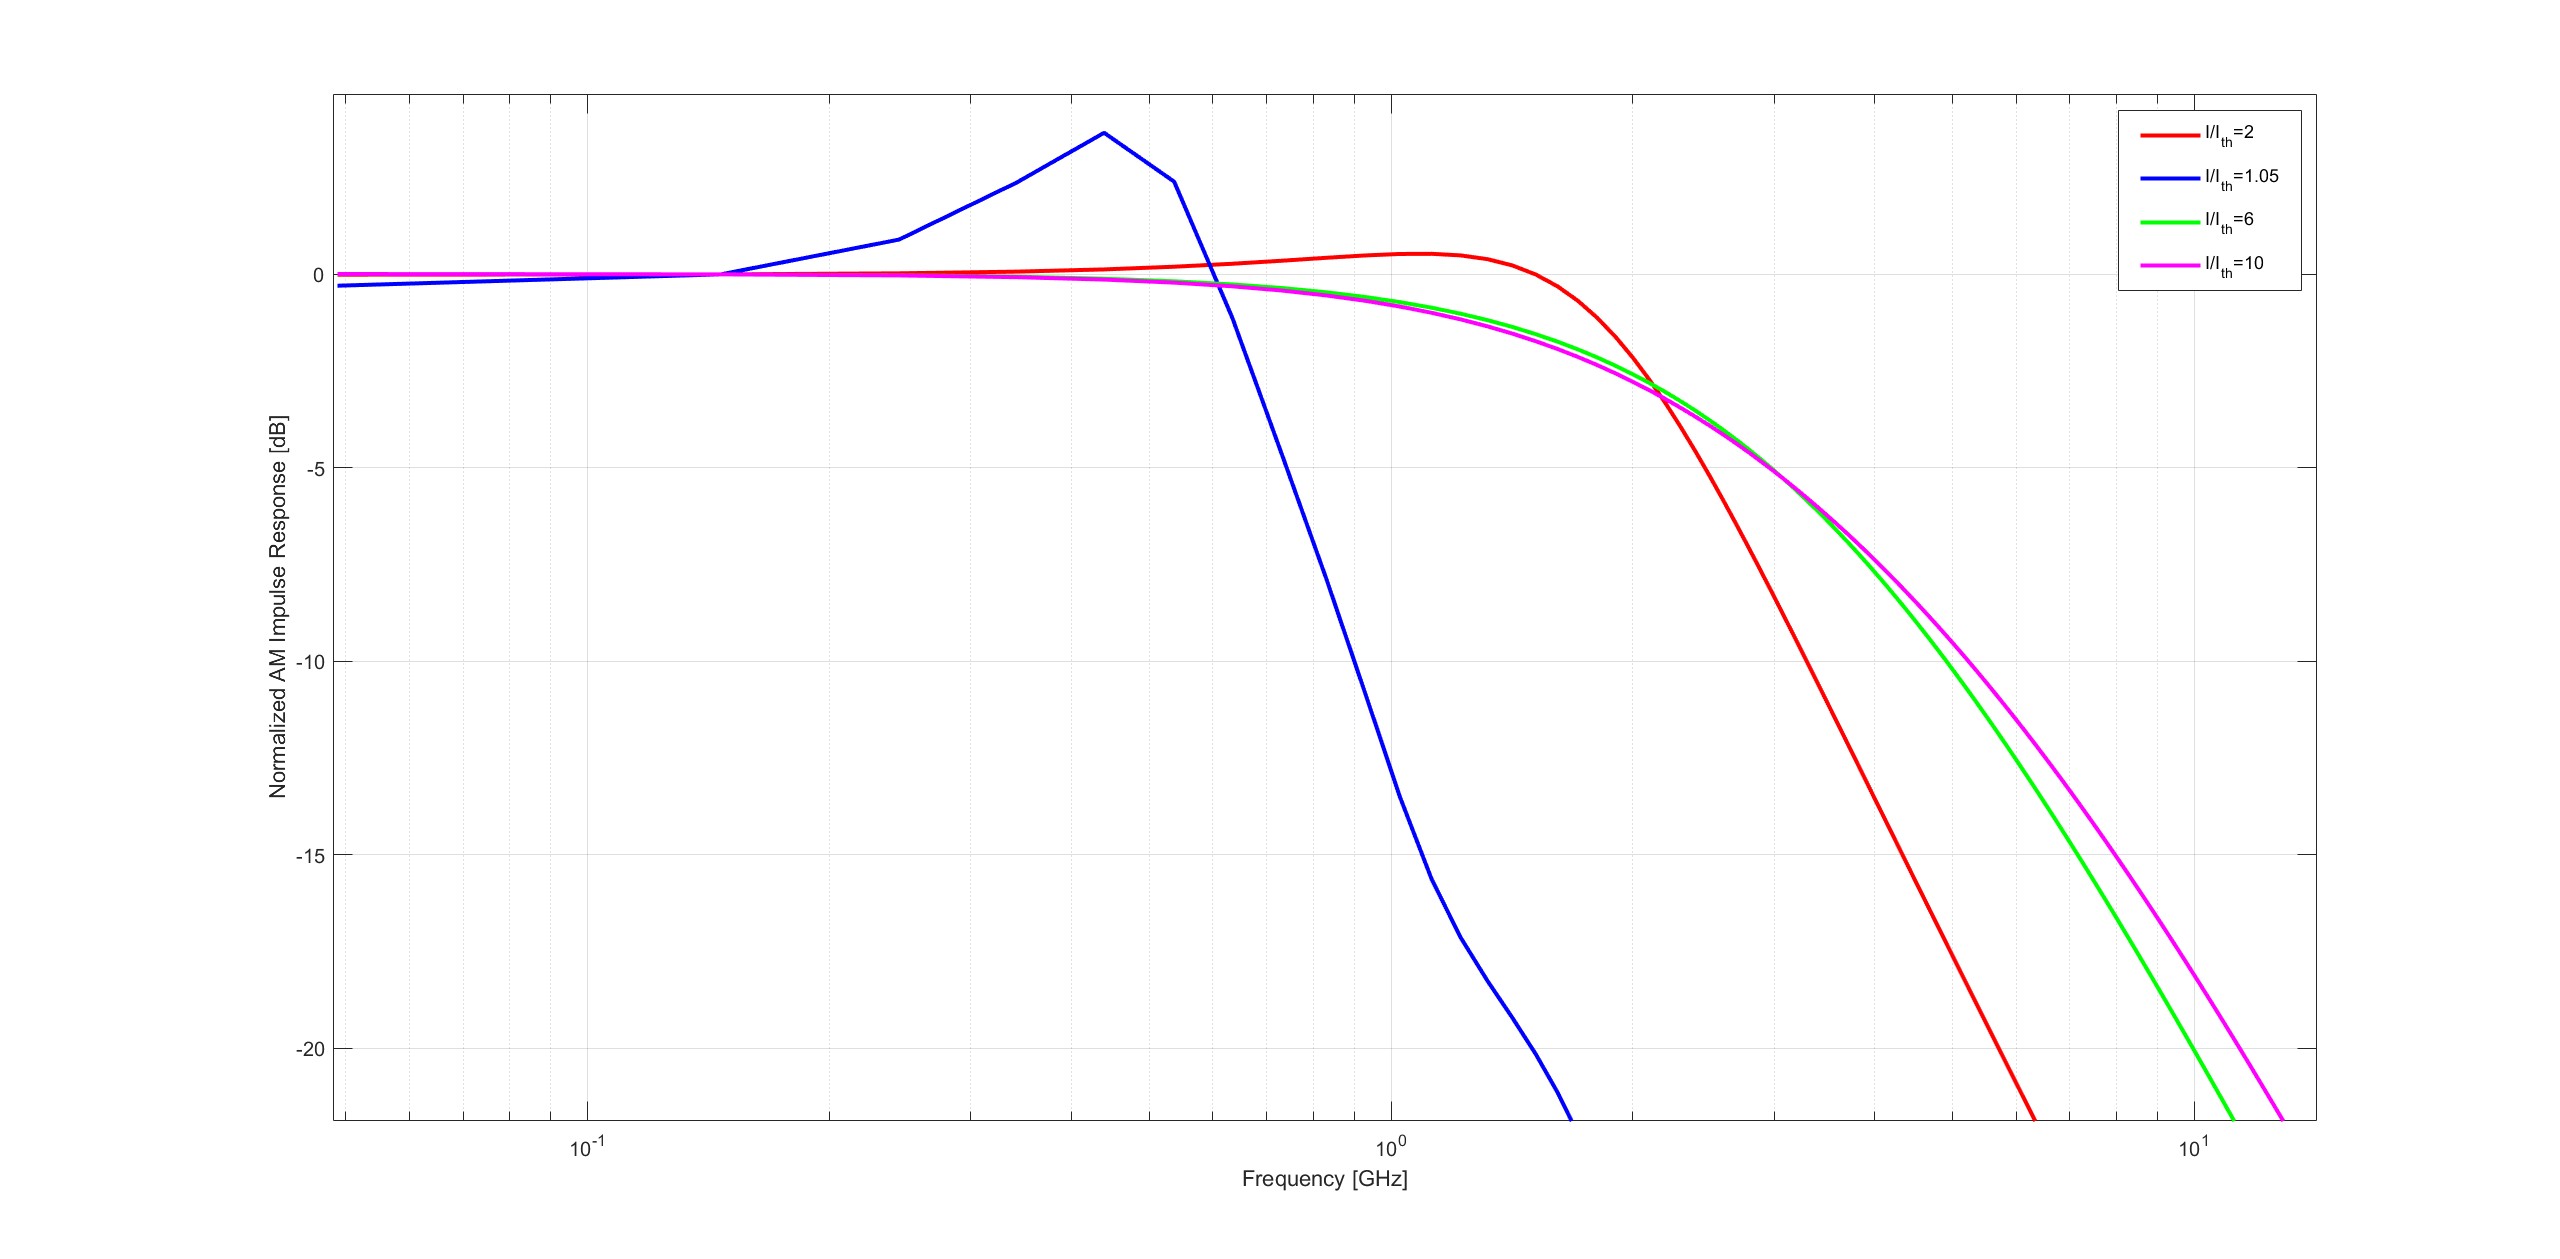 I/Ith=2
I/Ith=1.05
I/Ith=6
I/Ith=10
0
-5
-10
-15
-20
Normalized AM Impulse Response [dB]
10-1
100
101
Frequency [GHz]